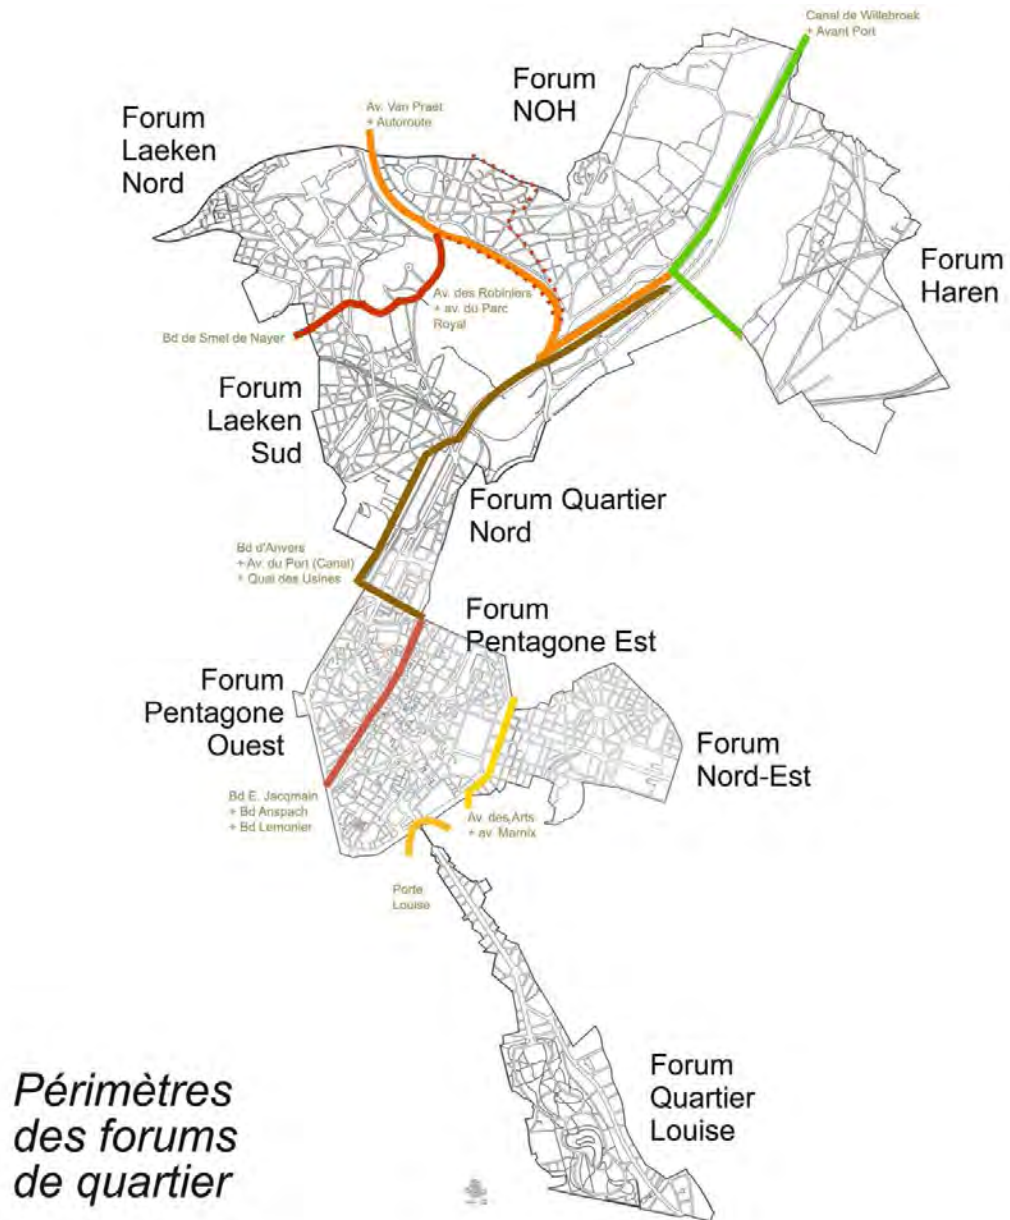 Canal de Willebroek
+ Avant Port
Forum
NOH
Av. Van Praet
+ Autoroute
Forum
Laeken
Nord
Forum
Haren
Av. des Robiniers
+ av. du Parc
Royal
Bd de Smet de Nayer
Forum
Laeken
Sud
Forum Quartier
Nord
Bd d'Anvers
+ Av. du Port (Canal)
+ Quai des Usines
Forum
Pentagone Est
Forum
Pentagone
Ouest
Forum
Nord-Est
Bd E. Jacqmain
+ Bd Anspach
+ Bd Lemonier
Av. des Arts
+ av. Marnix
Porte
Louise
Forum
Quartier
Louise
Périmètres
des forums
de quartier